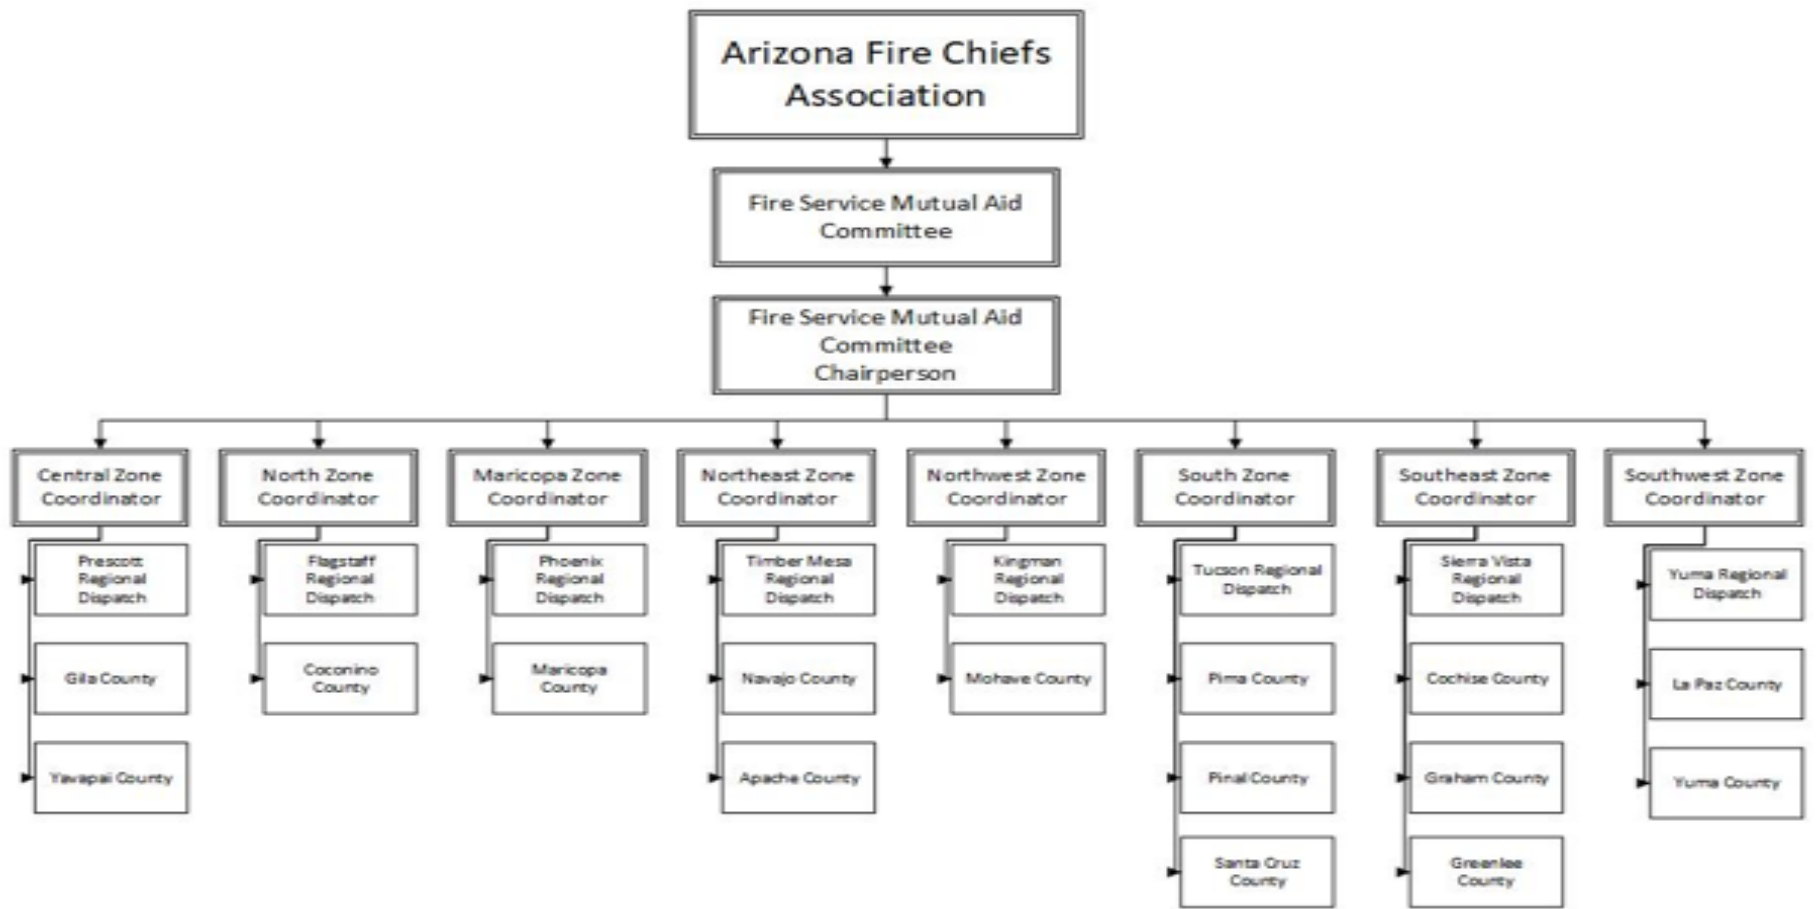 Arizona Fire Chiefs
Association
Fire Service Mutual Aid
Committee
Fire Service Mutual Aid
Committee
Chairperson
Central Zone
Coordinator
North Zone
Coordinator
Maricopa Zone
Coordinator
Northeast Zone
Coordinator
Northwest Zone
Coordinator
South Zone
Coordinator
Southeast Zone
Coordinator
Southwest Zone
Coordinator
Prescott
Regional
Dispatch
Flagstaff
Regional
Dispatch
Phoenix
Regional
Dispatch
Timber Mesa
Regional
Dispatch
Kingman
Regional
Dispatch
Tucson Regional
Dispatch
Sierra Vista
Regional
Dispatch
Yuma Regional
Dispatch
Gila County
Coconino
County
Maricopa
County
Navajo County
Mohave County
Pima County
Cochise County
La Paz County
Yavapai County
Apache County
Pinal County
Graham County
Yuma County
Santa Cruz
County
Greenlee
County